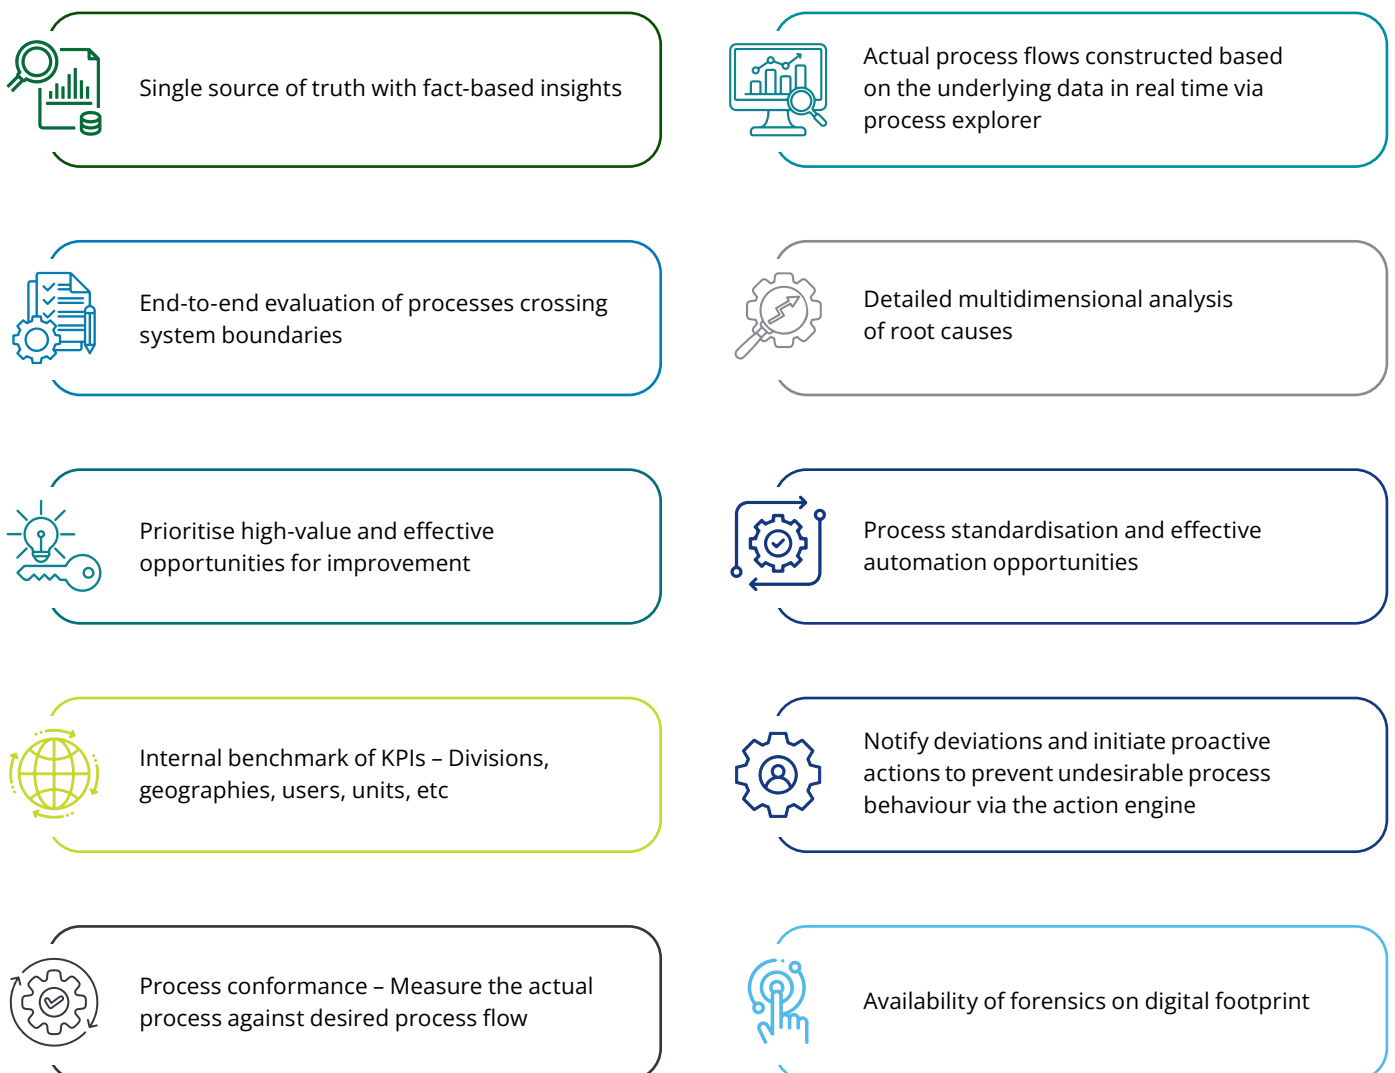 Single source of truth with fact-based insights
Actual process flows constructed based
on the underlying data in real time via
process explorer
End-to-end evaluation of processes crossing
system boundaries
Detailed multidimensional analysis
of root causes
Prioritise high-value and effective
opportunities for improvement
Process standardisation and effective
automation opportunities
Internal benchmark of KPIs – Divisions,
geographies, users, units, etc
Notify deviations and initiate proactive
actions to prevent undesirable process
behaviour via the action engine
Process conformance – Measure the actual
process against desired process flow
Availability of forensics on digital footprint